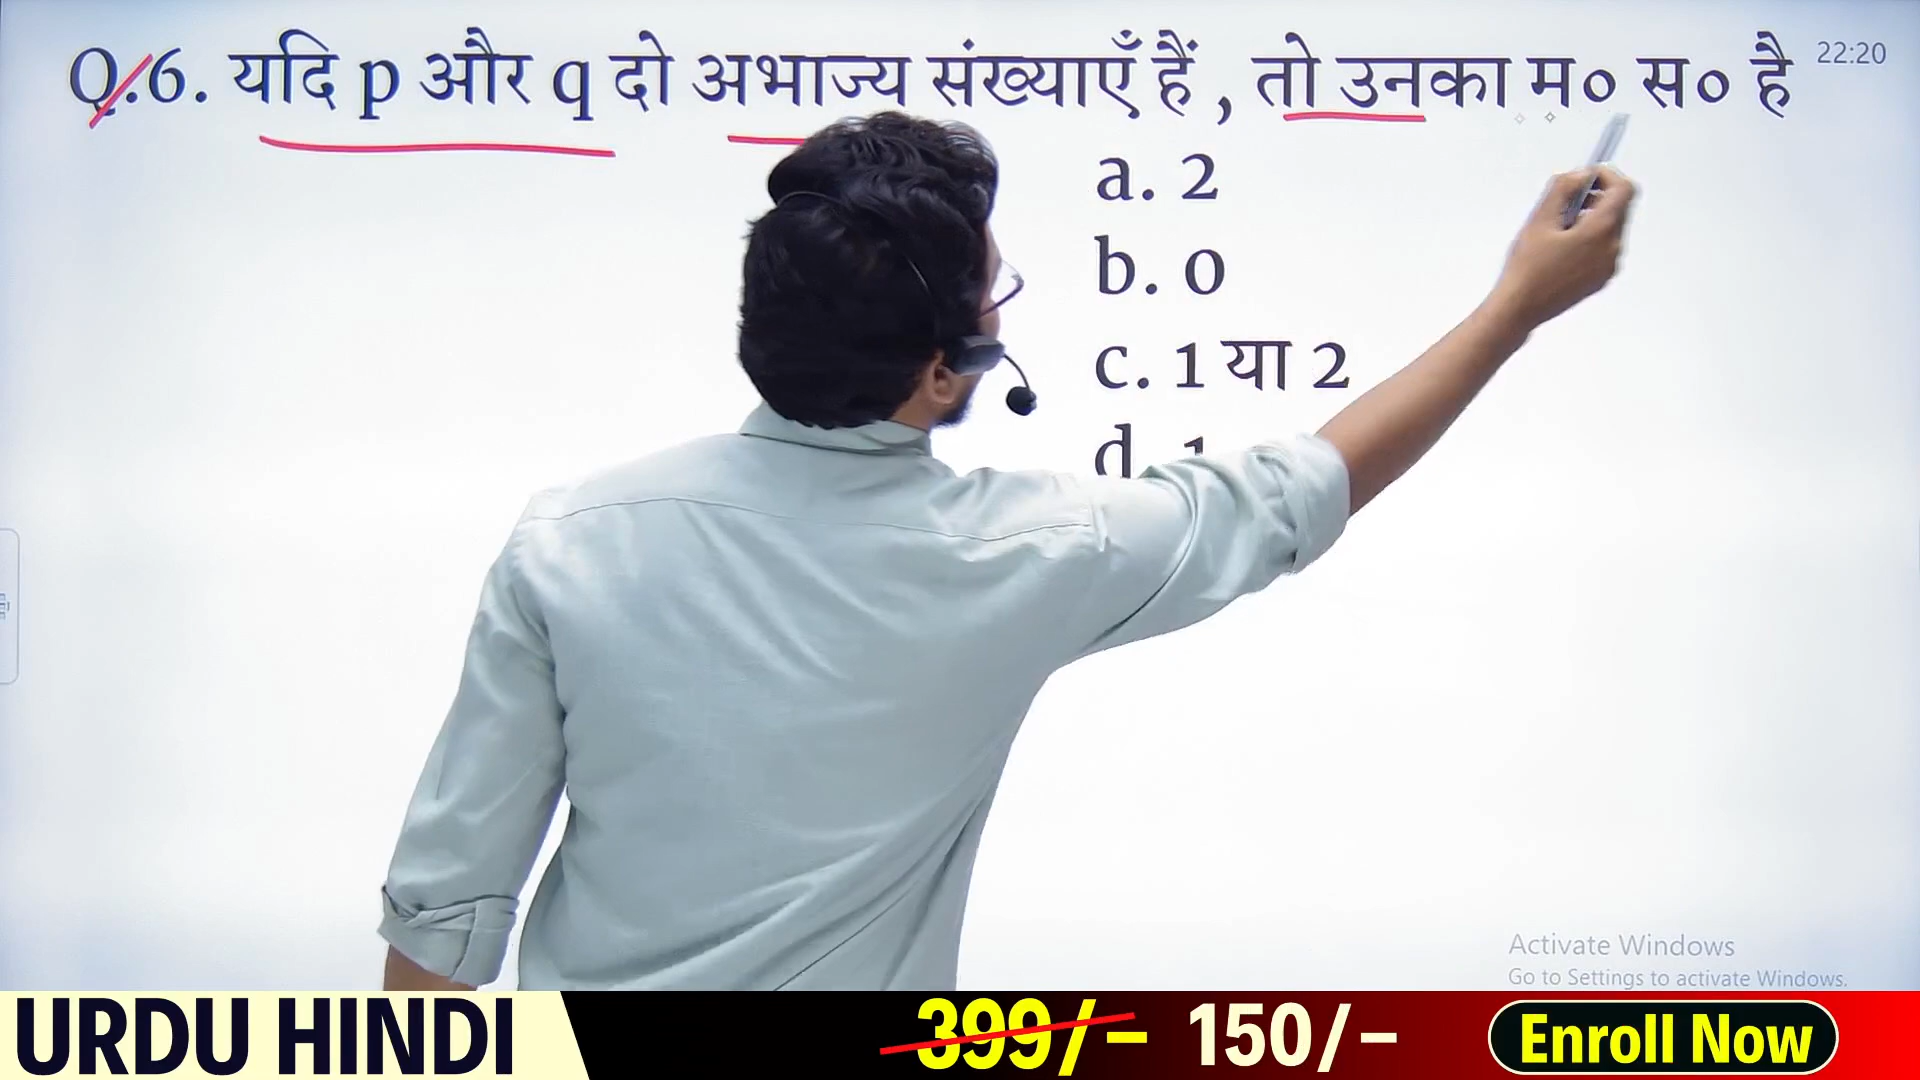 Q.6. यदि p और q दो अभाज्य संख्याएँ हैं , तो उनका म० स० है
22:20
a. 2
b. 0
c. 1 या 2
d. 1
Activate Windows
Go to Settings to activate Windows.
URDU HINDI
399/- 150/-
Enroll Now